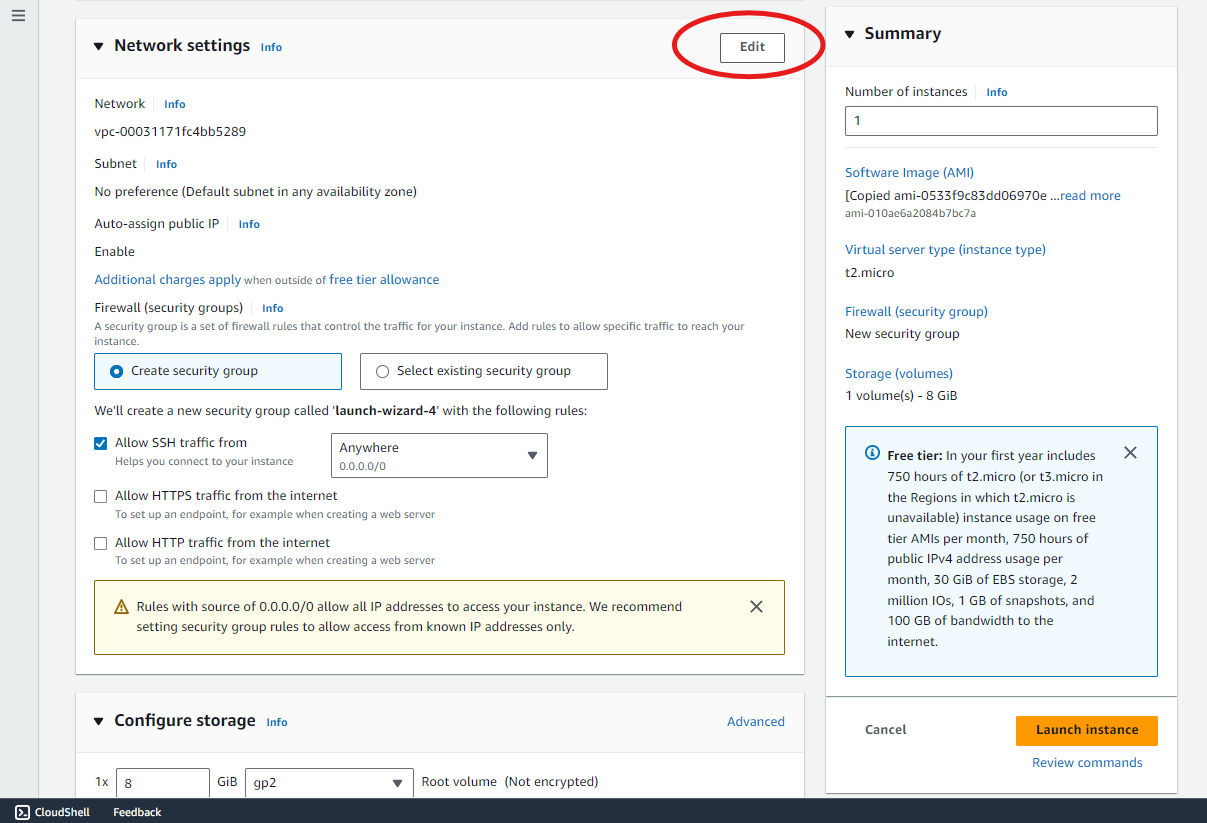 Network settings Info
Edit
Network Info
vpc-00031171fc4bb5289
Subnet Info
No preference (Default subnet in any availability zone)
Auto-assign public IP Info
Enable
Additional charges apply when outside of free tier allowance
Firewall (security groups) Info
A security group is a set of firewall rules that control the traffic for your instance. Add rules to allow specific traffic to reach your
instance.
Create security group
Select existing security group
We'll create a new security group called 'launch-wizard-4' with the following rules:
Allow SSH traffic from
Helps you connect to your instance
Anywhere
0.0.0.0/0
Allow HTTPS traffic from the internet
To set up an endpoint, for example when creating a web server
Allow HTTP traffic from the internet
To set up an endpoint, for example when creating a web server
Rules with source of 0.0.0.0/0 allow all IP addresses to access your instance. We recommend
setting security group rules to allow access from known IP addresses only.
Configure storage Info
Advanced
1x 8 GiB gp2 Root volume (Not encrypted)
Summary
Number of instances Info
1
Software Image (AMI)
[Copied ami-0533f9c83dd06970e ...read more
ami-010ae6a2084b7bc7a
Virtual server type (instance type)
t2.micro
Firewall (security group)
New security group
Storage (volumes)
1 volume(s) - 8 GiB
Free tier: In your first year includes
750 hours of t2.micro (or t3.micro in
the Regions in which t2.micro is
unavailable) instance usage on free
tier AMIs per month, 750 hours of
public IPv4 address usage per
month, 30 GiB of EBS storage, 2
million IOs, 1 GB of snapshots, and
100 GB of bandwidth to the
internet.
Cancel
Launch instance
Review commands
CloudShell
Feedback